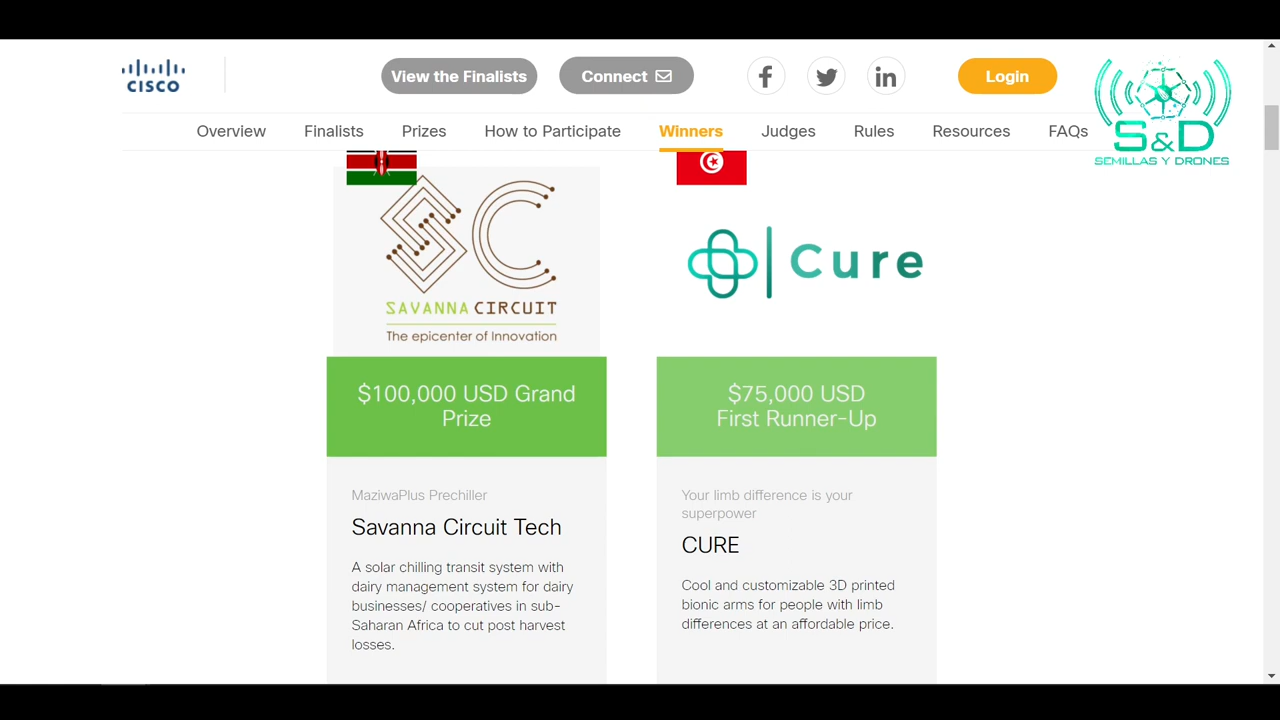 CISCO
View the Finalists
Connect
Login
Overview
Finalists
Prizes
How to Participate
Winners
Judges
Rules
Resources
FAQs
S&D
SEMILLAS Y DRONES
SAVANNA CIRCUIT
The epicenter of Innovation
$100,000 USD Grand
Prize
MaziwaPlus Prechiller
Savanna Circuit Tech
A solar chilling transit system with
dairy management system for dairy
businesses/ cooperatives in sub-
Saharan Africa to cut post harvest
losses.
Cure
$75,000 USD
First Runner-Up
Your limb difference is your
superpower
CURE
Cool and customizable 3D printed
bionic arms for people with limb
differences at an affordable price.